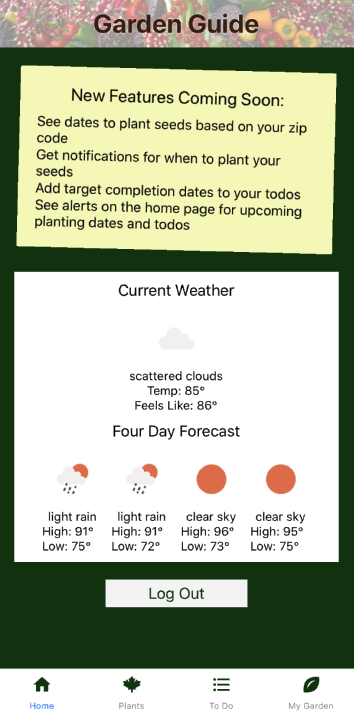 Garden Guide
New Features Coming Soon:
See dates to plant seeds based on your zip
code
Get notifications for when to plant your
seeds
Add target completion dates to your todos
See alerts on the home page for upcoming
planting dates and todos
Current Weather
scattered clouds
Temp: 85°
Feels Like: 86°
Four Day Forecast
light rain light rain clear sky clear sky
High: 91° High: 91° High: 96° High: 95°
Low: 75° Low: 72° Low: 73° Low: 75°
Log Out
Home Plants To Do My Garden